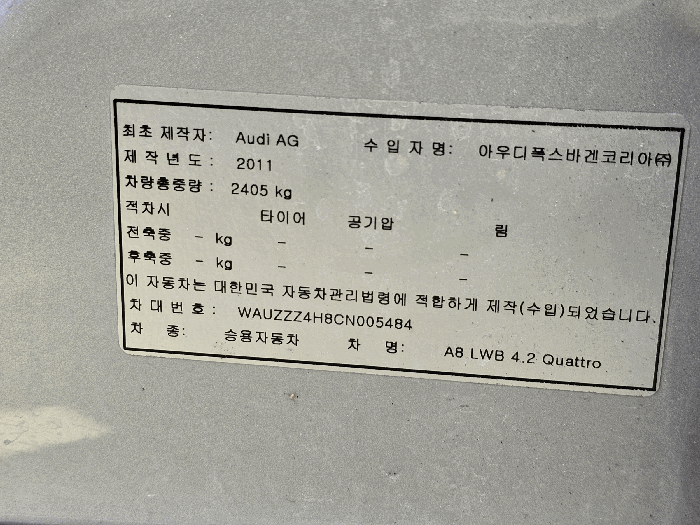 최초 제작자: Audi AG 수 입 자 명: 아우디폭스바겐코리아㈜
제 작 년 도 : 2011
차량총중량 : 2405 kg
적차시 타이어 공기압 림
전축중 - kg - - -
후축중 - kg - - -
이 자동차는 대한민국 자동차관리법령에 적합하게 제작(수입)되었습니다.
차 대 번 호 : WAUZZZ4H8CN005484
차 종: 승용자동차 차 명: A8 LWB 4.2 Quattro